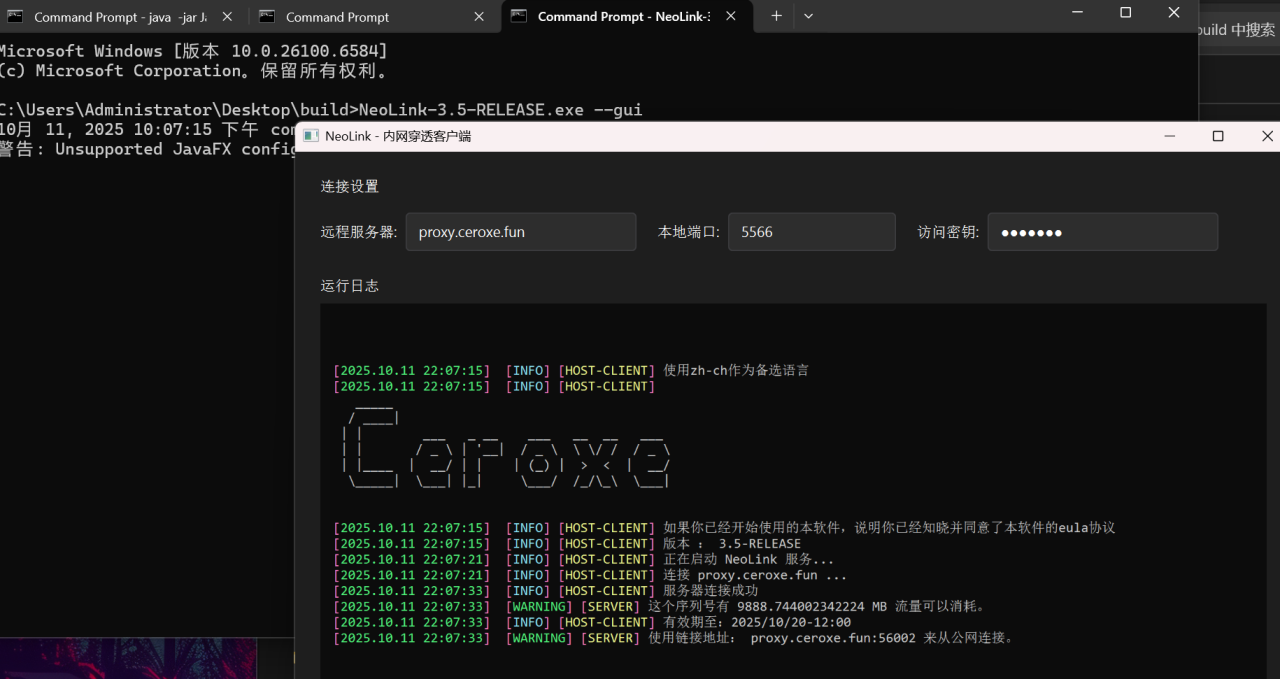 Command Prompt - java -jar Ja
Command Prompt
Command Prompt - NeoLink-3
build 中搜索
Microsoft Windows [版本 10.0.26100.6584]
(c) Microsoft Corporation。保留所有权利。
C:\Users\Administrator\Desktop\build>NeoLink-3.5-RELEASE.exe --gui
10月 11, 2025 10:07:15 下午 com
警告: Unsupported JavaFX config
NeoLink - 内网穿透客户端
连接设置
远程服务器: proxy.ceroxe.fun 本地端口: 5566 访问密钥: ●●●●●●●
运行日志
[2025.10.11 22:07:15] [INFO] [HOST-CLIENT] 使用zh-ch作为备选语言
[2025.10.11 22:07:15] [INFO] [HOST-CLIENT]
Ceroxe
[2025.10.11 22:07:15] [INFO] [HOST-CLIENT] 如果你已经开始使用的本软件，说明你已经知晓并同意了本软件的eula协议
[2025.10.11 22:07:15] [INFO] [HOST-CLIENT] 版本 ： 3.5-RELEASE
[2025.10.11 22:07:21] [INFO] [HOST-CLIENT] 正在启动 NeoLink 服务...
[2025.10.11 22:07:21] [INFO] [HOST-CLIENT] 连接 proxy.ceroxe.fun ...
[2025.10.11 22:07:33] [INFO] [HOST-CLIENT] 服务器连接成功
[2025.10.11 22:07:33] [WARNING] [SERVER] 这个序列号有 9888.744002342224 MB 流量可以消耗。
[2025.10.11 22:07:33] [INFO] [HOST-CLIENT] 有效期至：2025/10/20-12:00
[2025.10.11 22:07:33] [WARNING] [SERVER] 使用链接地址： proxy.ceroxe.fun:56002 来从公网连接。